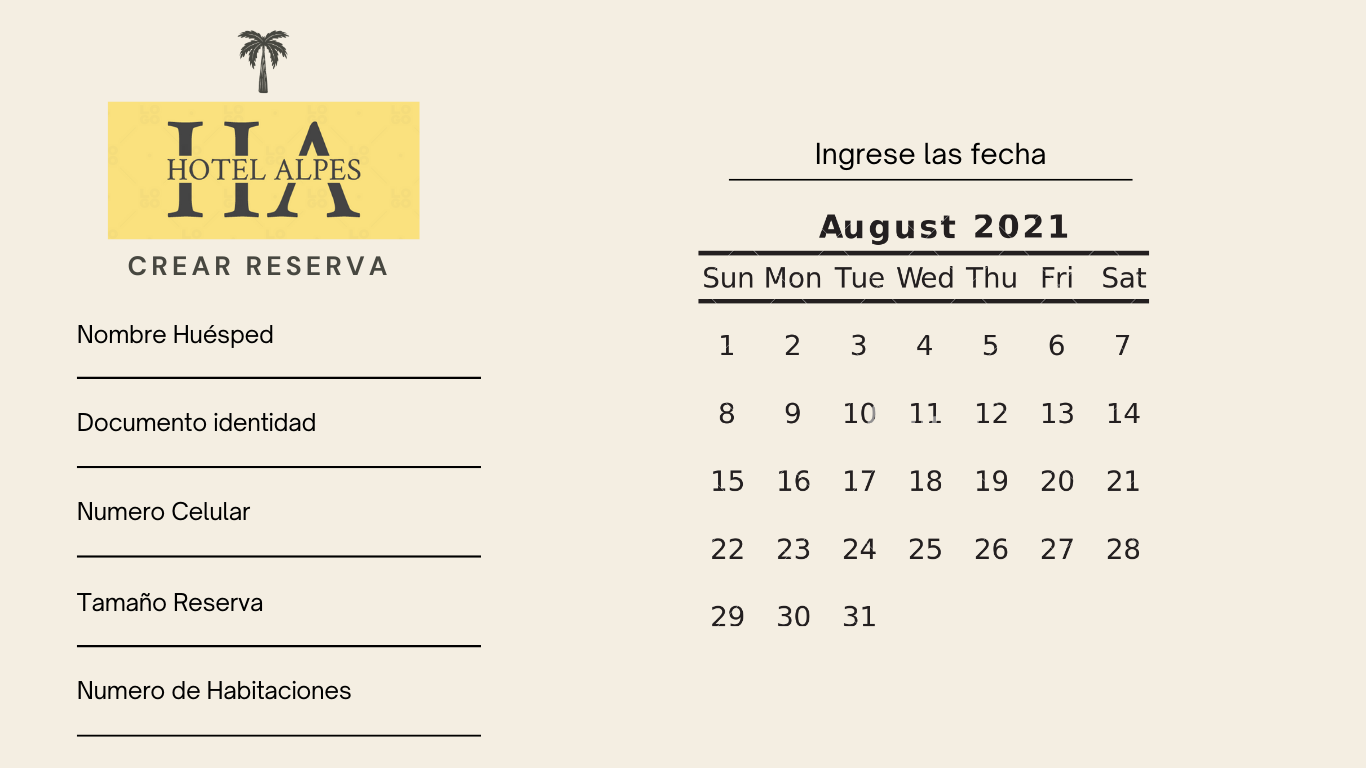 HA
HOTEL ALPES
CREAR RESERVA
Nombre Huésped
Documento identidad
Numero Celular
Tamaño Reserva
Numero de Habitaciones
Ingrese las fecha
August 2021
Sun Mon Tue Wed Thu Fri Sat
1 2 3 4 5 6 7
8 9 10 11 12 13 14
15 16 17 18 19 20 21
22 23 24 25 26 27 28
29 30 31